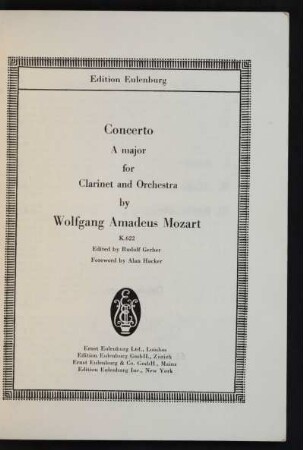 Edition Eulenburg
Concerto
A major
for
Clarinet and Orchestra
by
Wolfgang Amadeus Mozart
K.622
Edited by Rudolf Gerber
Foreword by Alan Hacker
Ernst Eulenburg Ltd., London
Edition Eulenburg GmbH., Zürich
Ernst Eulenburg & Co. GmbH., Mainz
Edition Eulenburg Inc., New York